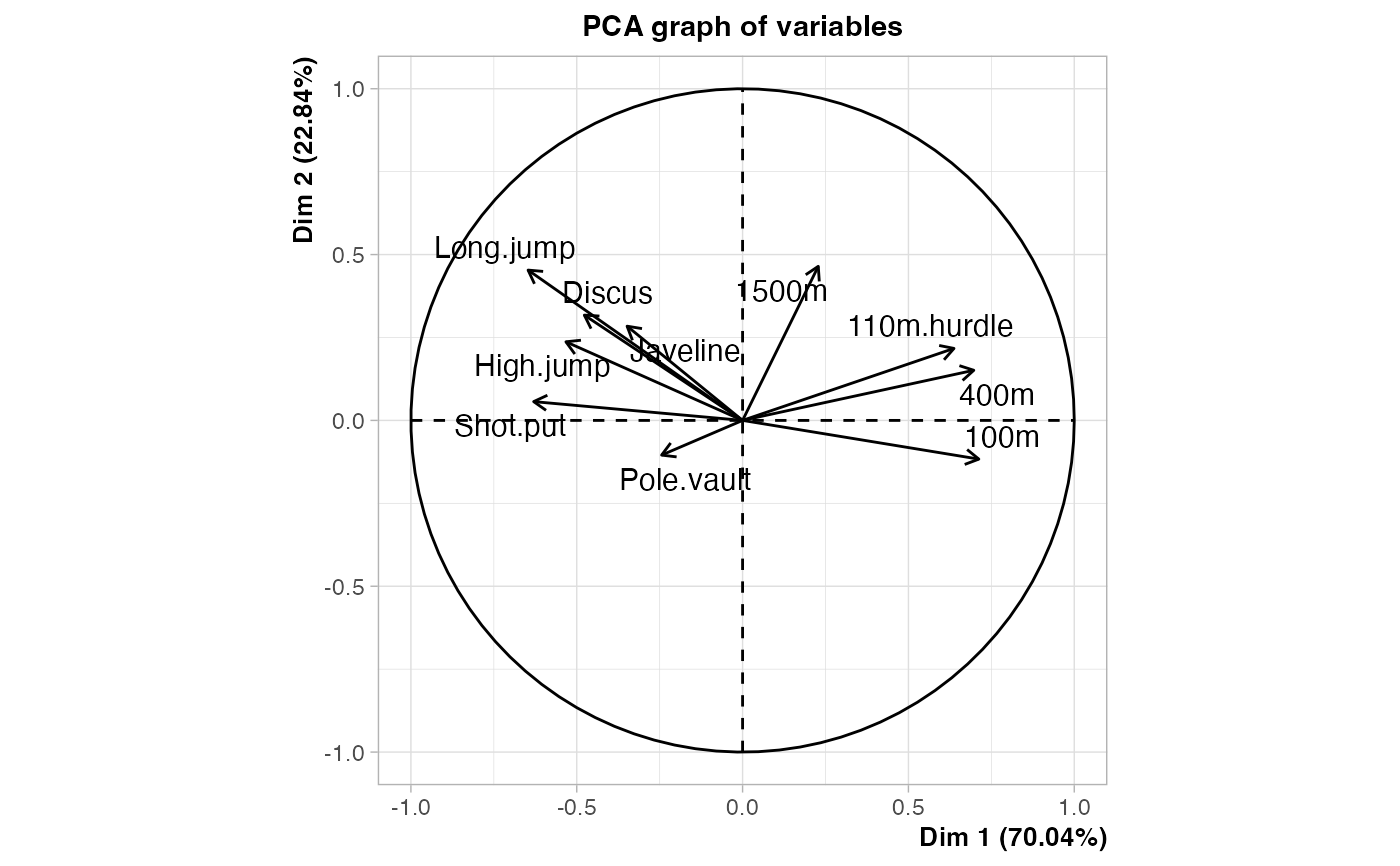 PCA graph of variables
Dim 2 (22.84%)
1.0
0.5
0.0
-0.5
-1.0
Long.jump
Discus
1500m
110m.hurdle
Javeline
High.jump
400m
Shot.put
100m
Pole.vault
-1.0
-0.5
0.0
0.5
1.0
Dim 1 (70.04%)